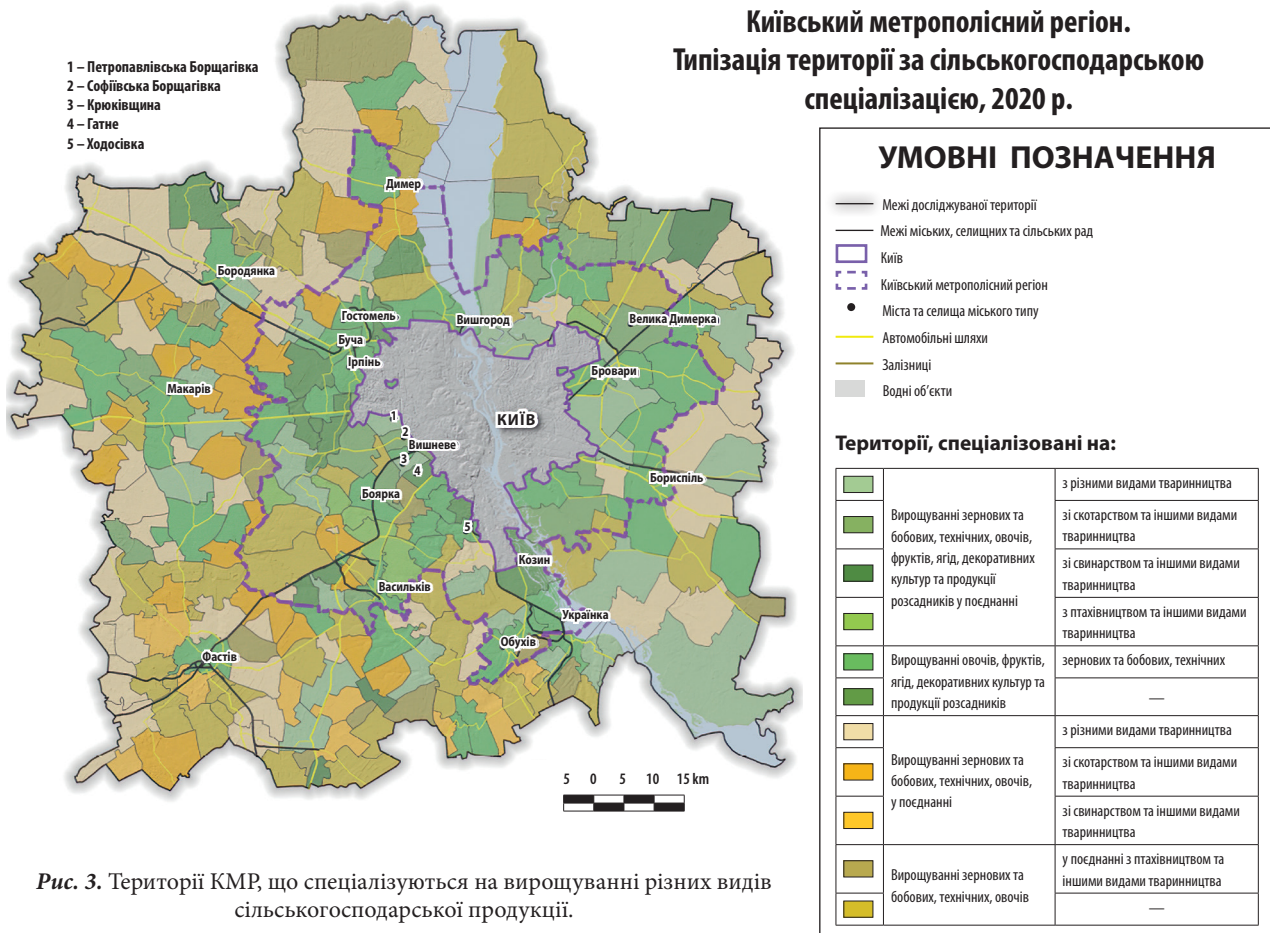 Київський метрополісний регіон.
Типізація території за сільськогосподарською
спеціалізацією, 2020 р.
1 – Петропавлівська Борщагівка
2 – Софіївська Борщагівка
3 – Крюківщина
4 – Гатне
5 – Ходосівка
Димер
Бородянка
Гостомель
Вишгород
Велика Димерка
Буча
Ірпінь
Бровари
Макарів
КИЇВ
1
2
Вишневе
3
4
Бориспіль
Боярка
5
Козин
Васильків
Українка
Обухів
Фастів
5 0 5 10 15 km
УМОВНІ ПОЗНАЧЕННЯ
Межі досліджуваної території
Межі міських, селищних та сільських рад
Київ
Київський метрополісний регіон
Міста та селища міського типу
Автомобільні шляхи
Залізниці
Водні об’єкти
Території, спеціалізовані на:
Вирощуванні зернових та
бобових, технічних, овочів,
фруктів, ягід, декоративних
культур та продукції
розсадників у поєднанні
з різними видами тваринництва
зі скотарством та іншими видами
тваринництва
зі свинарством та іншими видами
тваринництва
з птахівництвом та іншими видами
тваринництва
Вирощуванні овочів, фруктів,
ягід, декоративних культур та
продукції розсадників
зернових та бобових, технічних
—
Вирощуванні зернових та
бобових, технічних, овочів,
у поєднанні
з різними видами тваринництва
зі скотарством та іншими видами
тваринництва
зі свинарством та іншими видами
тваринництва
Вирощуванні зернових та
бобових, технічних, овочів
у поєднанні з птахівництвом та
іншими видами тваринництва
—
Рис. 3. Території КМР, що спеціалізуються на вирощуванні різних видів
сільськогосподарської продукції.